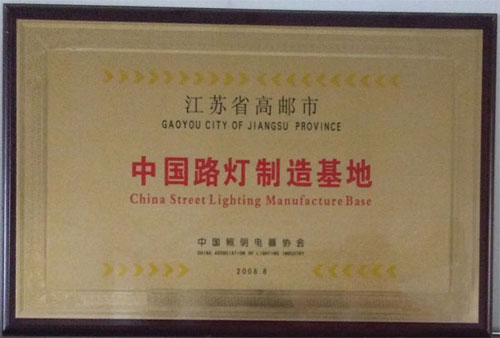 江苏省高邮市
GAOYOU CITY OF JIANGSU PROVINCE
中国路灯制造基地
China Street Lighting Manufacture Base
中国照明电器协会
CHINA ASSOCIATION OF LIGHTING INDUSTRY
2008.8